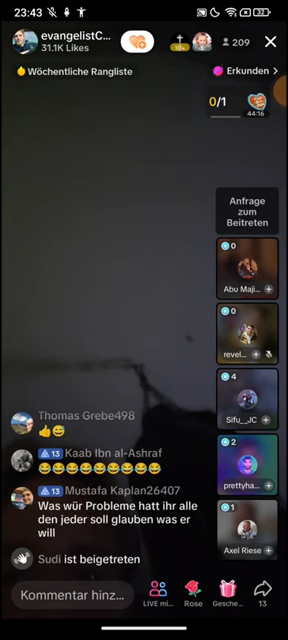 23:43
32
evangelistC...
31.1K Likes
10+
209
Wöchentliche Rangliste
Erkunden >
0/1
44:16
Anfrage
zum
Beitreten
0
Abu Maji...
0
revel...
4
Sifu__JC
2
prettyha...
1
Axel Riese
Thomas Grebe498
👍😅
13 Kaab Ibn al-Ashraf
😂😂😂😂😂😂😂😂😂
13 Mustafa Kaplan26407
Was wür Probleme hatt ihr alle
den jeder soll glauben was er
will
Sudi ist beigetreten
Kommentar hinz...
LIVE mi...
Rose
Gesche...
13